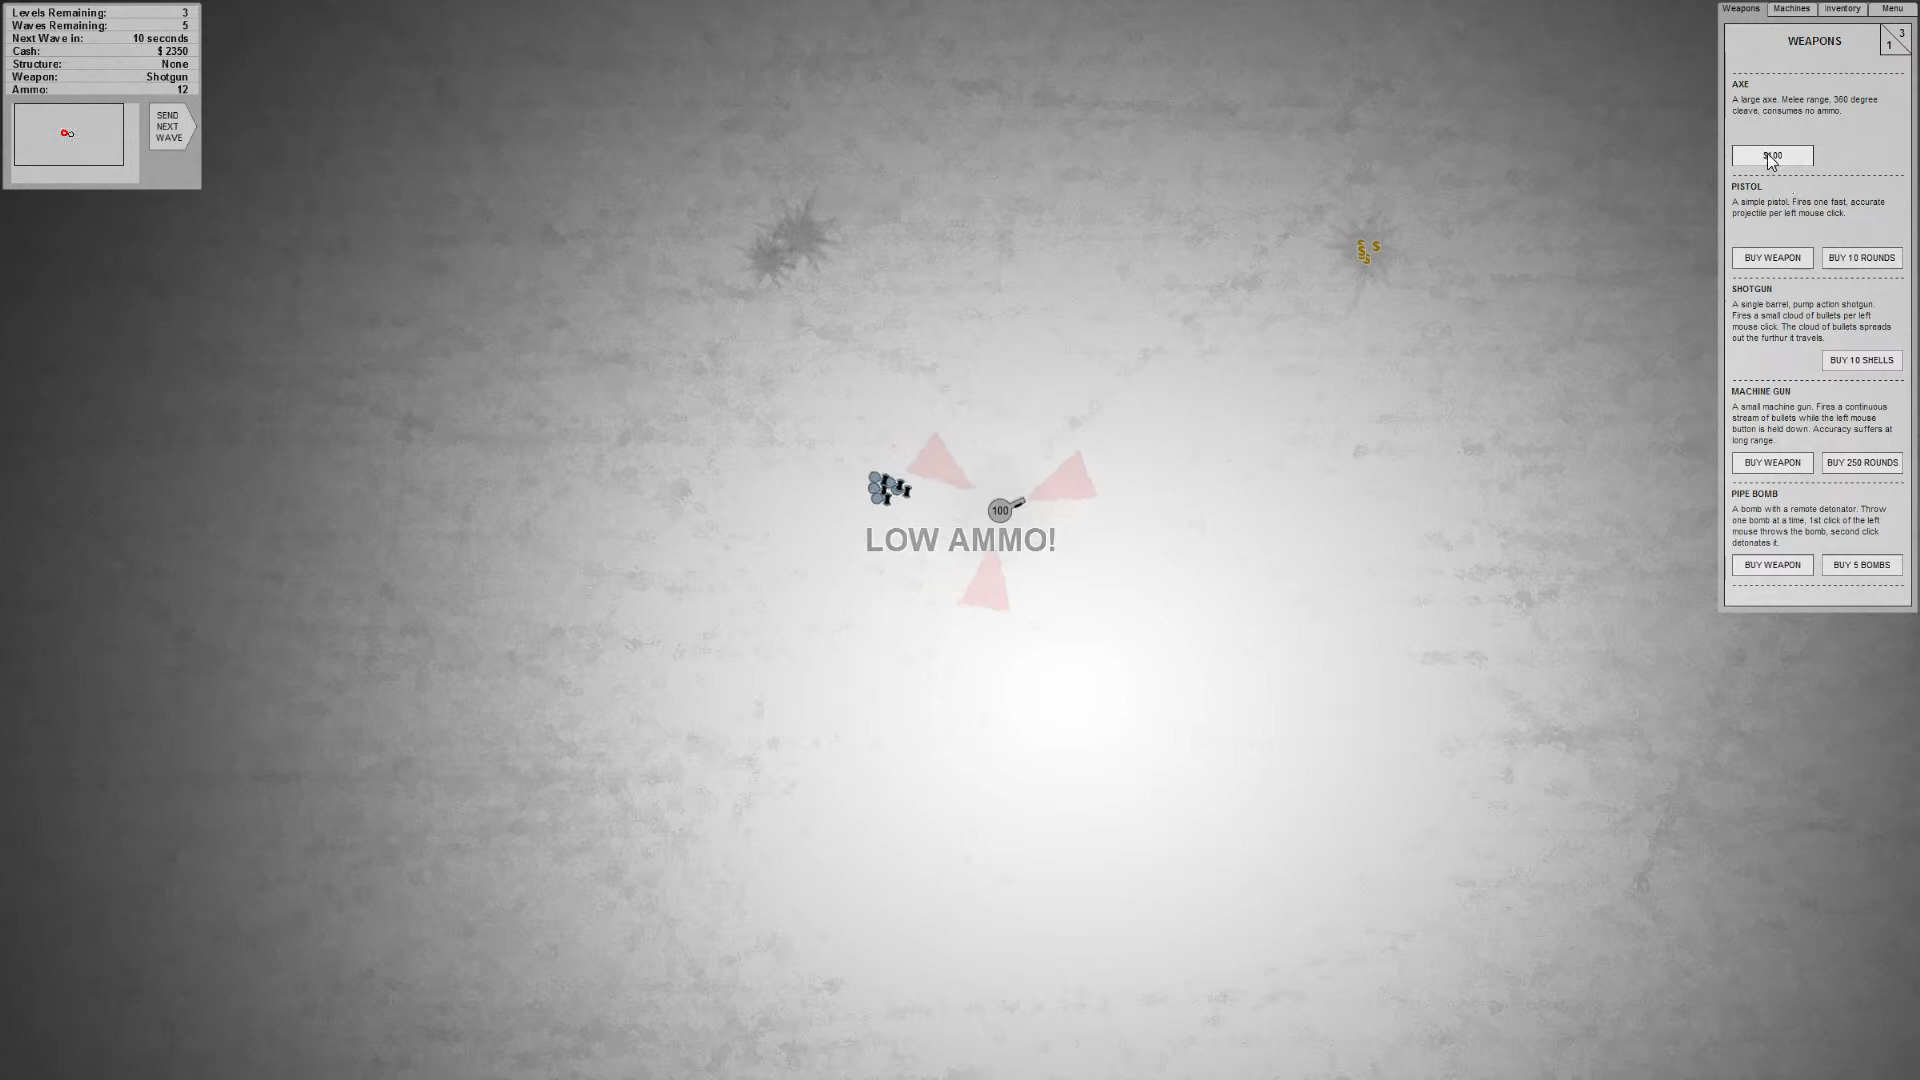 Levels Remaining: 3
Waves Remaining: 5
Next Wave in: 10 seconds
Cash: $ 2350
Structure: None
Weapon: Shotgun
Ammo: 12
SEND
NEXT
WAVE
100
LOW AMMO!
$ $
$
$
Weapons Machines Inventory Menu
WEAPONS
3
1
AXE
A large axe. Melee range, 360 degree
cleave, consumes no ammo.
PISTOL
A simple pistol. Fires one fast, accurate
projectile per left mouse click.
BUY WEAPON BUY 10 ROUNDS
SHOTGUN
A single barrel, pump action shotgun.
Fires a small cloud of bullets per left
mouse click. The cloud of bullets spreads
out the furthur it travels.
BUY 10 SHELLS
MACHINE GUN
A small machine gun. Fires a continuous
stream of bullets while the left mouse
button is held down. Accuracy suffers at
long range.
BUY WEAPON BUY 250 ROUNDS
PIPE BOMB
A bomb with a remote detonator. Throw
one bomb at a time, 1st click of the left
mouse throws the bomb, second click
detonates it.
BUY WEAPON BUY 5 BOMBS